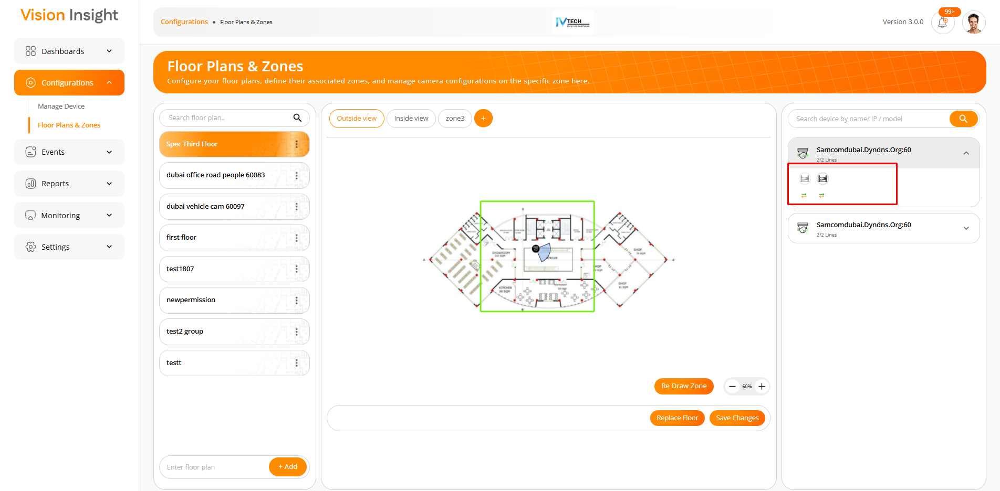 Vision Insight
Configurations • Floor Plans & Zones
TECH
Version 3.0.0
99+
Dashboards
Configurations
Manage Device
Floor Plans & Zones
Events
Reports
Monitoring
Settings
Floor Plans & Zones
Configure your floor plans, define their associated zones, and manage camera configurations on the specific zone here.
Search floor plan..
Spec Third Floor
dubai office road people 60083
dubai vehicle cam 60097
first floor
test1807
newpermission
test2 group
testt
Enter floor plan
+ Add
Outside view
Inside view
zone3
+
B
SHOWROOM
ATRIUM
SHOP
A
A'
KITCHEN
SHOP
Re Draw Zone
60%
Replace Floor
Save Changes
Search device by name/ IP / model
Samcomdubai.Dyndns.Org:60
2/2 Lines
Samcomdubai.Dyndns.Org:60
2/2 Lines